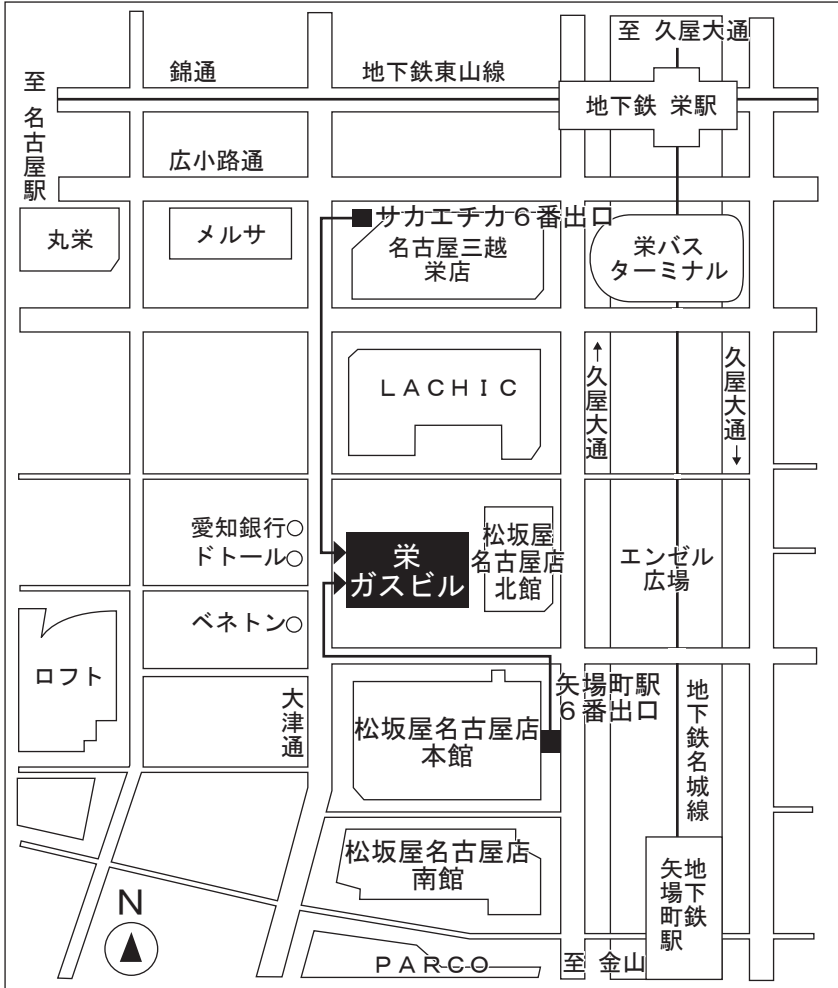 至 久屋大通
錦通
地下鉄東山線
至 名古屋駅
地下鉄 栄駅
広小路通
サカエチカ６番出口
丸栄
メルサ
名古屋三越
栄店
栄バス
ターミナル
ＬＡＣＨＩＣ
↑久屋大通
久屋大通↓
愛知銀行○
ドトール○
栄
ガスビル
松坂屋
名古屋店
北館
エンゼル
広場
ベネトン○
ロフト
大津通
矢場町駅
６番出口
松坂屋名古屋店
本館
地下鉄名城線
松坂屋名古屋店
南館
地下鉄
矢場町駅
N
ＰＡＲＣＯ
至 金山